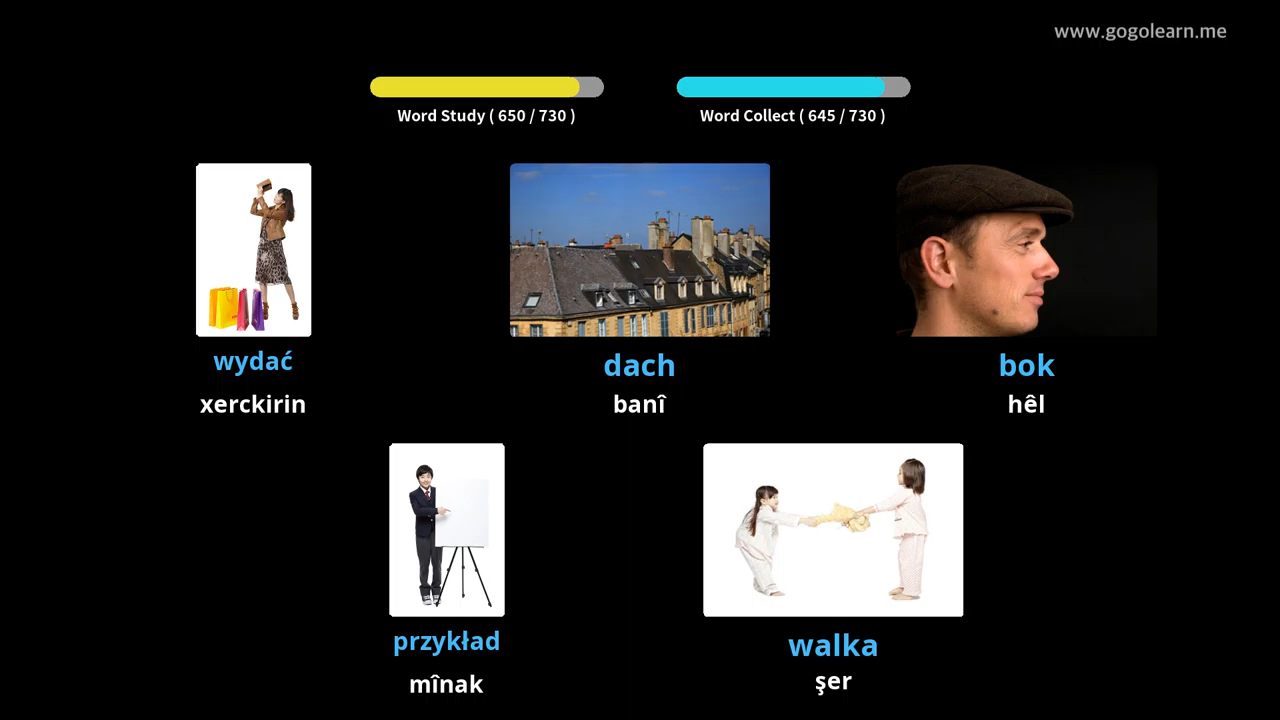 www.gogolearn.me
Word Study ( 650 / 730 )
Word Collect ( 645 / 730 )
wydać
dach
bok
xerckirin
banî
hêl
przykład
walka
mînak
şer